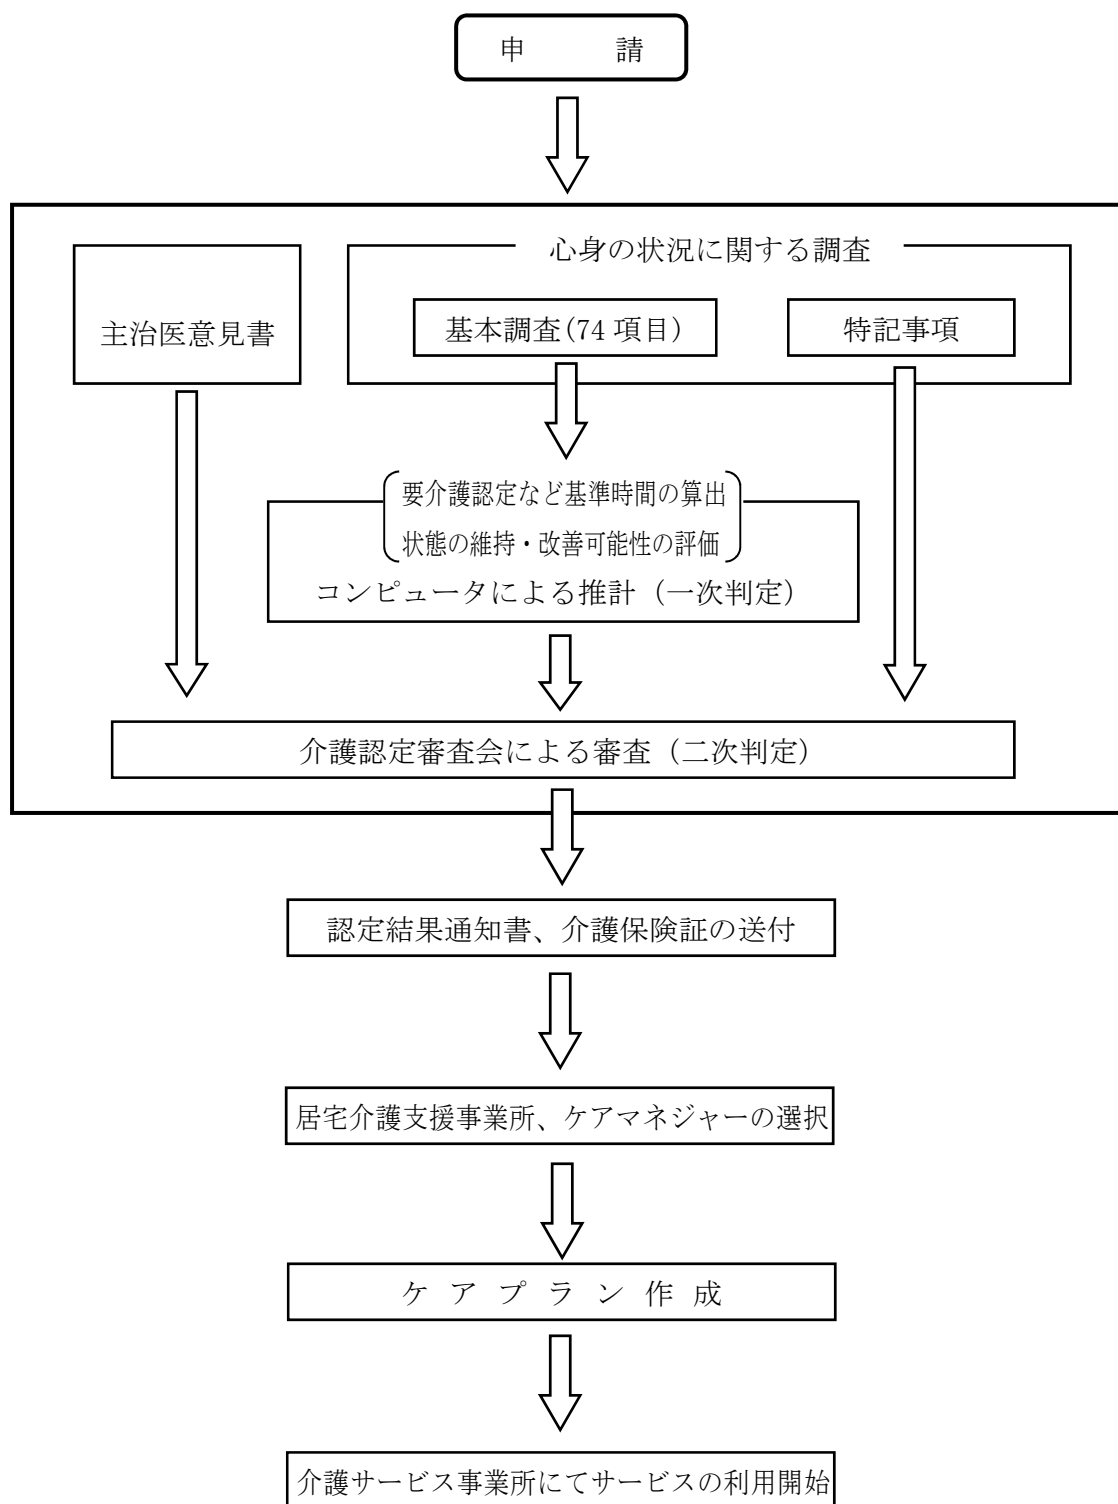 申　　請
心身の状況に関する調査
主治医意見書
基本調査(74 項目)
特記事項
要介護認定など基準時間の算出
状態の維持・改善可能性の評価
コンピュータによる推計（一次判定）
介護認定審査会による審査（二次判定）
認定結果通知書、介護保険証の送付
居宅介護支援事業所、ケアマネジャーの選択
ケ ア プ ラ ン 作 成
介護サービス事業所にてサービスの利用開始